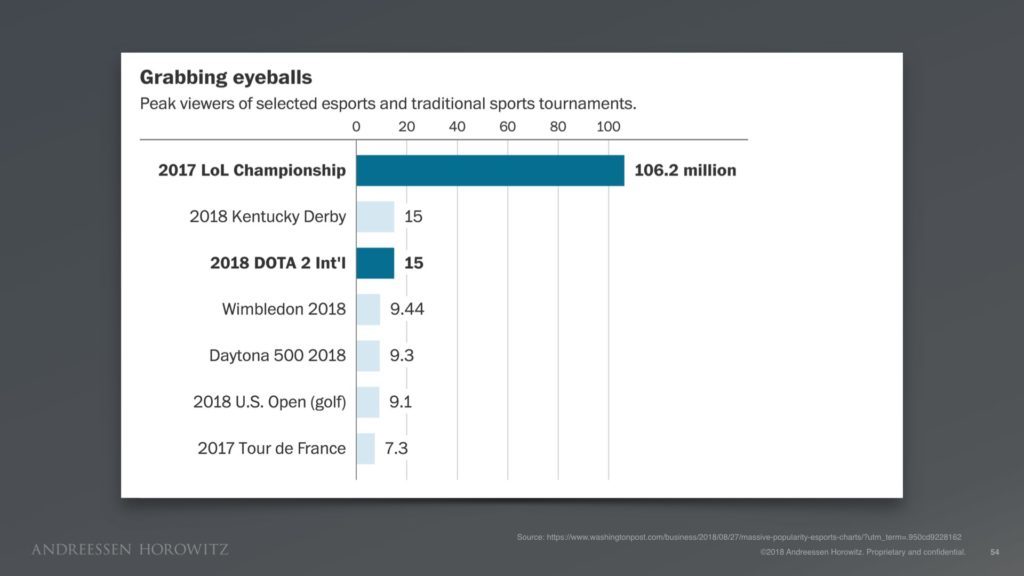 Grabbing eyeballs
Peak viewers of selected esports and traditional sports tournaments.
0 20 40 60 80 100
2017 LoL Championship 106.2 million
2018 Kentucky Derby 15
2018 DOTA 2 Int'l 15
Wimbledon 2018 9.44
Daytona 500 2018 9.3
2018 U.S. Open (golf) 9.1
2017 Tour de France 7.3
Source: https://www.washingtonpost.com/business/2018/08/27/massive-popularity-esports-charts/?utm_term=.950cd9228162
ANDREESSEN HOROWITZ ©2018 Andreessen Horowitz. Proprietary and confidential. 54